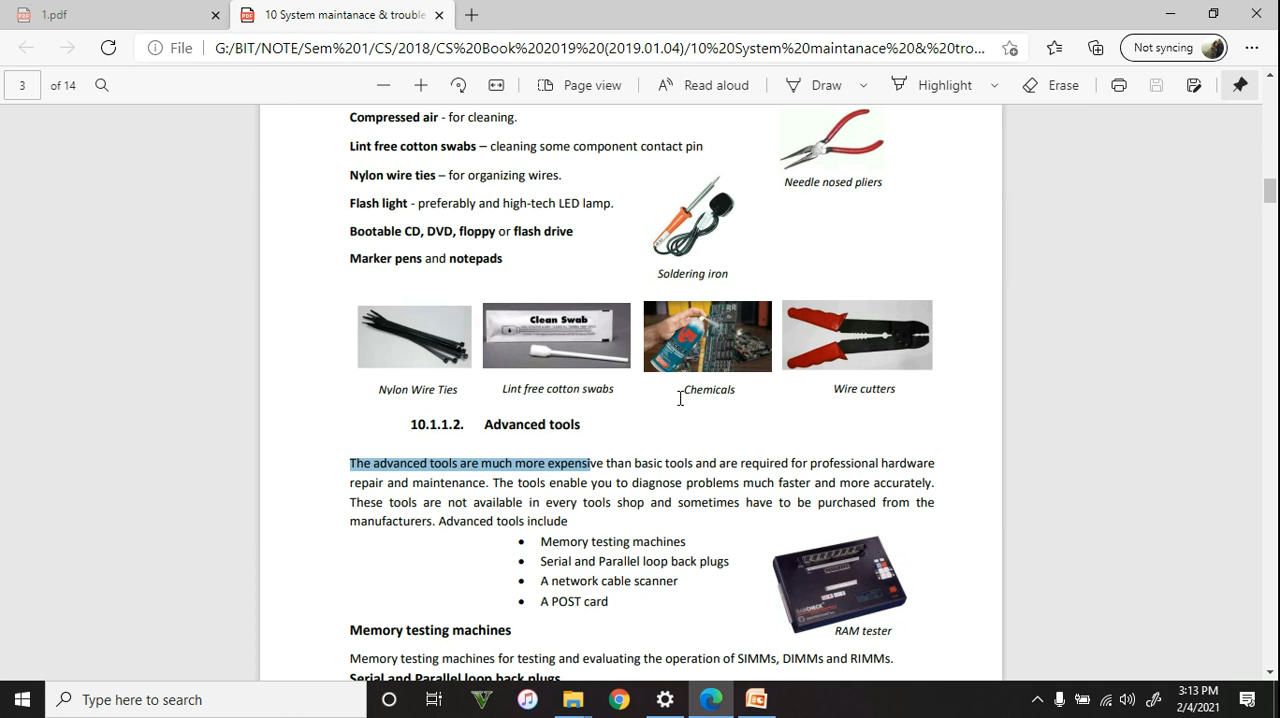 1.pdf
10 System maintanace & trouble
File
G:/BIT/NOTE/Sem%201/CS/2018/CS%20Book%202019%20(2019.01.04)/10%20System%20maintanace%20&%20tro...
Not syncing
3 of 14
Page view
Read aloud
Draw
Highlight
Erase
Compressed air - for cleaning.
Lint free cotton swabs – cleaning some component contact pin
Needle nosed pliers
Nylon wire ties – for organizing wires.
Flash light - preferably and high-tech LED lamp.
Bootable CD, DVD, floppy or flash drive
Marker pens and notepads
Soldering iron
Clean Swab
Nylon Wire Ties
Lint free cotton swabs
Chemicals
Wire cutters
10.1.1.2. Advanced tools
The advanced tools are much more expensive than basic tools and are required for professional hardware
repair and maintenance. The tools enable you to diagnose problems much faster and more accurately.
These tools are not available in every tools shop and sometimes have to be purchased from the
manufacturers. Advanced tools include
• Memory testing machines
• Serial and Parallel loop back plugs
• A network cable scanner
• A POST card
RAM tester
Memory testing machines
Memory testing machines for testing and evaluating the operation of SIMMs, DIMMs and RIMMs.
Serial and Parallel loop back plugs
Type here to search
3:13 PM
2/4/2021